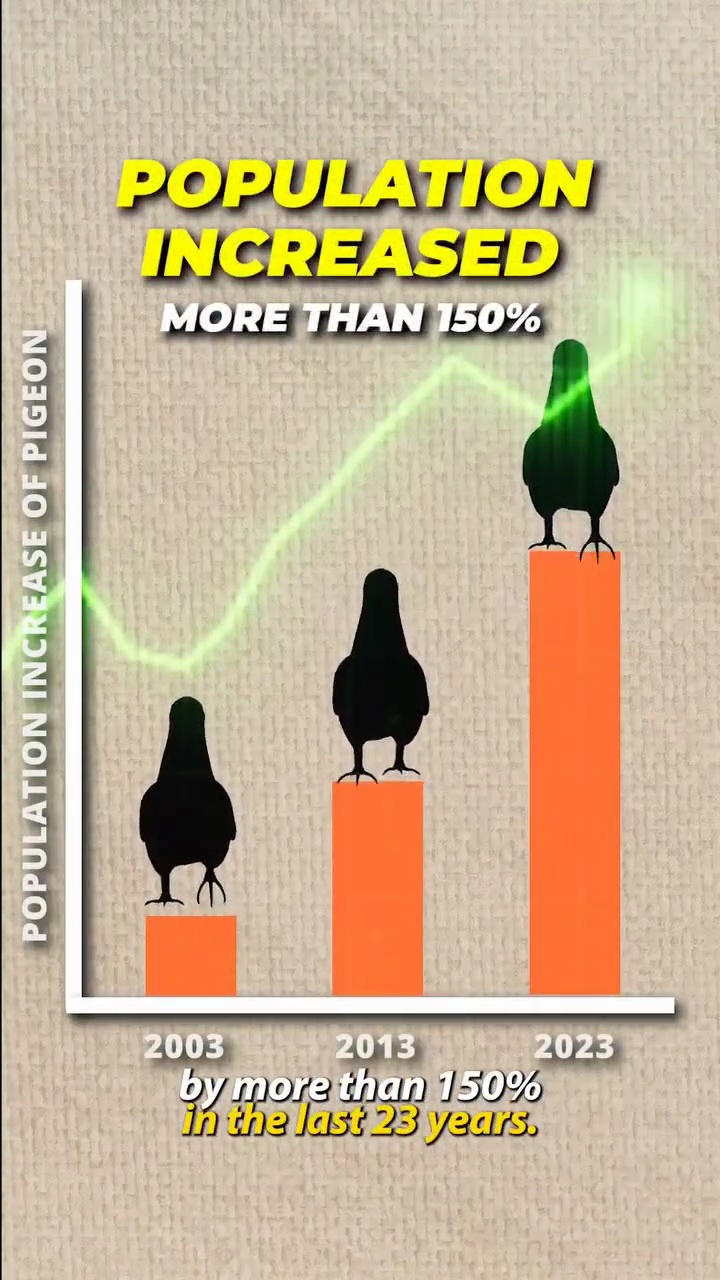 POPULATION
INCREASED
MORE THAN 150%
POPULATION INCREASE OF PIGEON
2003 2013 2023
by more than 150%
in the last 23 years.